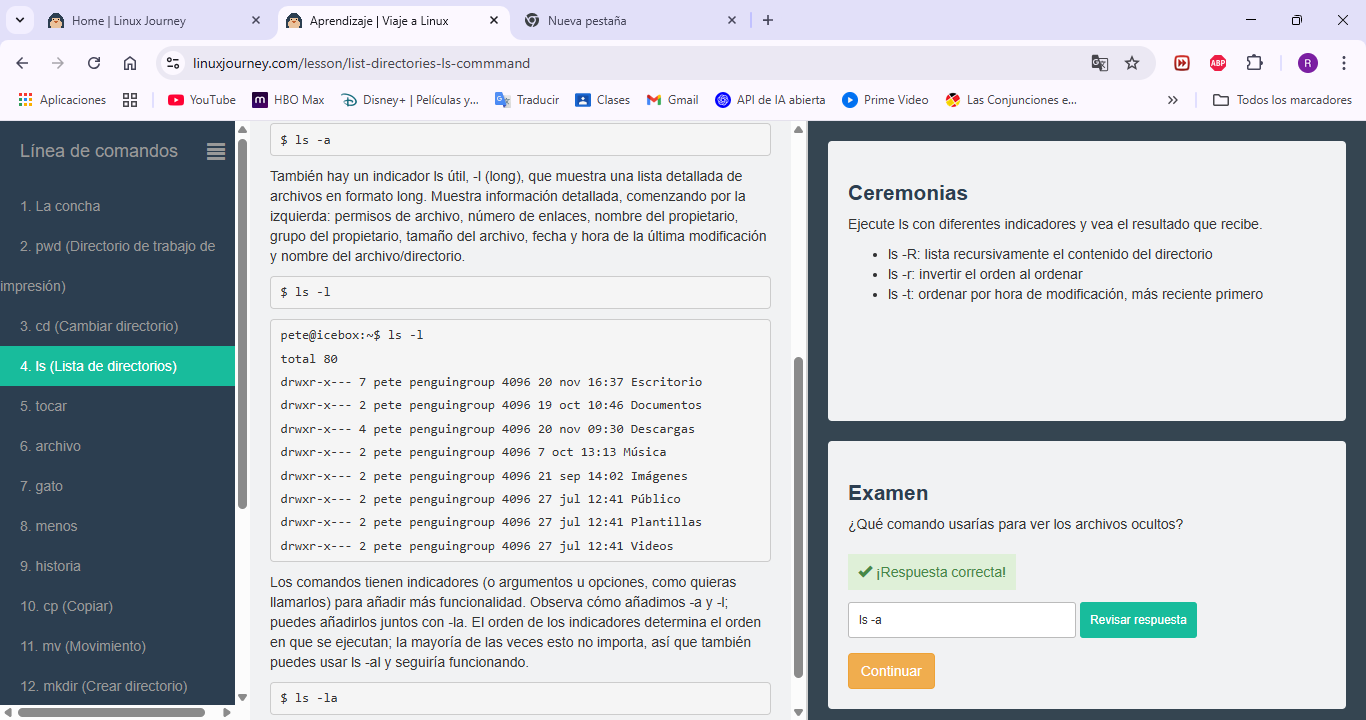 Home | Linux Journey
Aprendizaje | Viaje a Linux
Nueva pestaña
linuxjourney.com/lesson/list-directories-ls-commmand
ABP
R
Aplicaciones
YouTube
HBO Max
Disney+ | Películas y...
Traducir
Clases
Gmail
API de IA abierta
Prime Video
Las Conjunciones e...
Todos los marcadores
Línea de comandos
1. La concha
2. pwd (Directorio de trabajo de
impresión)
3. cd (Cambiar directorio)
4. ls (Lista de directorios)
5. tocar
6. archivo
7. gato
8. menos
9. historia
10. cp (Copiar)
11. mv (Movimiento)
12. mkdir (Crear directorio)
$ ls -a
También hay un indicador ls útil, -l (long), que muestra una lista detallada de
archivos en formato long. Muestra información detallada, comenzando por la
izquierda: permisos de archivo, número de enlaces, nombre del propietario,
grupo del propietario, tamaño del archivo, fecha y hora de la última modificación
y nombre del archivo/directorio.
$ ls -l
pete@icebox:~$ ls -l
total 80
drwxr-x--- 7 pete penguingroup 4096 20 nov 16:37 Escritorio
drwxr-x--- 2 pete penguingroup 4096 19 oct 10:46 Documentos
drwxr-x--- 4 pete penguingroup 4096 20 nov 09:30 Descargas
drwxr-x--- 2 pete penguingroup 4096 7 oct 13:13 Música
drwxr-x--- 2 pete penguingroup 4096 21 sep 14:02 Imágenes
drwxr-x--- 2 pete penguingroup 4096 27 jul 12:41 Público
drwxr-x--- 2 pete penguingroup 4096 27 jul 12:41 Plantillas
drwxr-x--- 2 pete penguingroup 4096 27 jul 12:41 Videos
Los comandos tienen indicadores (o argumentos u opciones, como quieras
llamarlos) para añadir más funcionalidad. Observa cómo añadimos -a y -l;
puedes añadirlos juntos con -la. El orden de los indicadores determina el orden
en que se ejecutan; la mayoría de las veces esto no importa, así que también
puedes usar ls -al y seguiría funcionando.
$ ls -la
Ceremonias
Ejecute ls con diferentes indicadores y vea el resultado que recibe.
• ls -R: lista recursivamente el contenido del directorio
• ls -r: invertir el orden al ordenar
• ls -t: ordenar por hora de modificación, más reciente primero
Examen
¿Qué comando usarías para ver los archivos ocultos?
¡Respuesta correcta!
ls -a
Revisar respuesta
Continuar